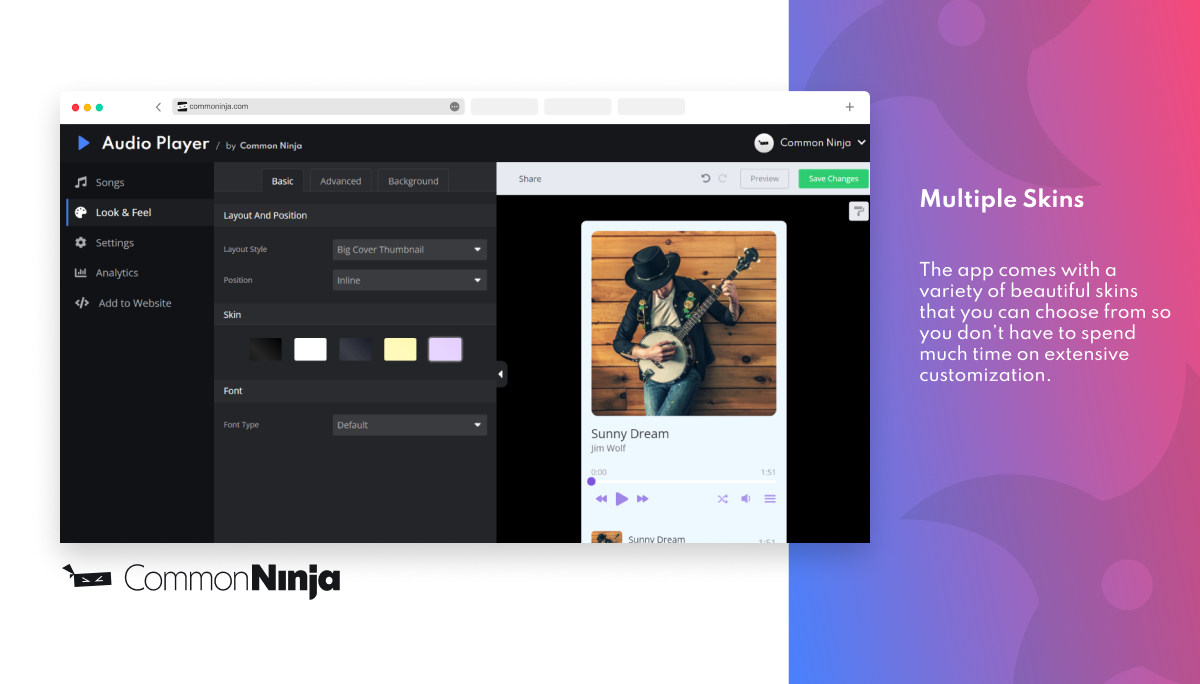 commoninja.com
Audio Player / by Common Ninja
Common Ninja
Songs
Look & Feel
Settings
Analytics
Add to Website
Basic
Advanced
Background
Layout And Position
Layout Style
Big Cover Thumbnail
Position
Inline
Skin
Font
Font Type
Default
Share
Preview
Save Changes
Sunny Dream
Jim Wolf
0:00
1:51
Sunny Dream
1:51
CommonNinja
Multiple Skins
The app comes with a
variety of beautiful skins
that you can choose from so
you don't have to spend
much time on extensive
customization.